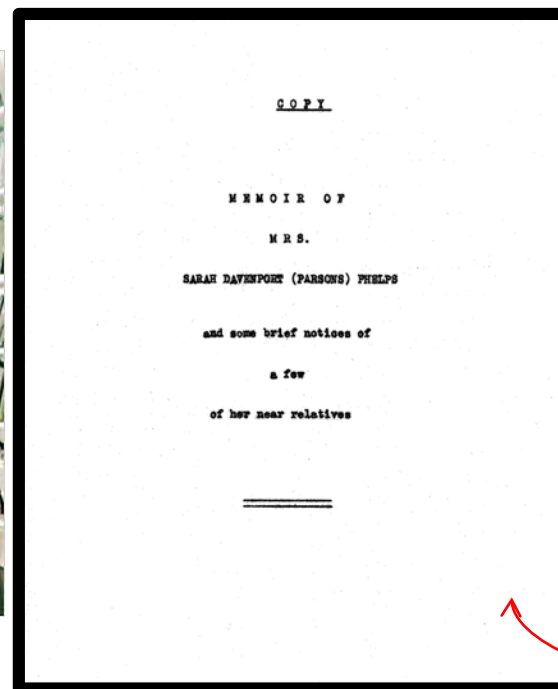 COPY
MEMOIR OF
MRS.
SARAH DAVENPORT (PARSONS) PHELPS
and some brief notices of
a few
of her near relatives